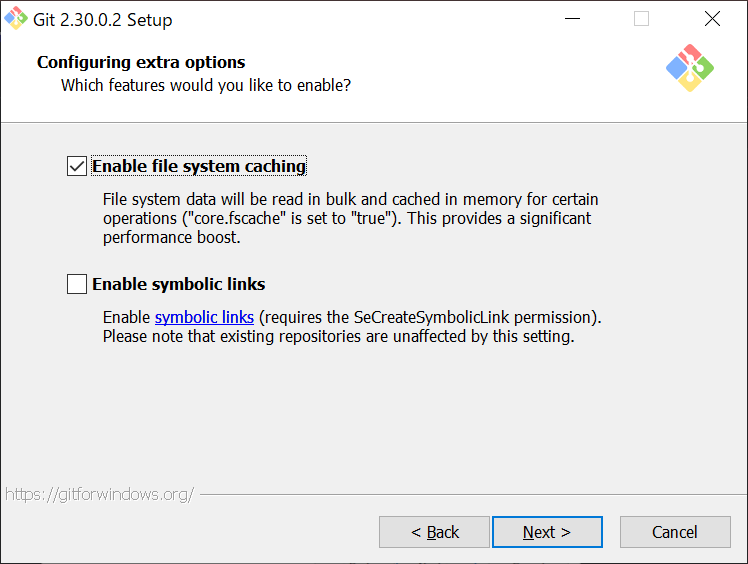 Git 2.30.0.2 Setup
Configuring extra options
Which features would you like to enable?
Enable file system caching
File system data will be read in bulk and cached in memory for certain
operations ("core.fscache" is set to "true"). This provides a significant
performance boost.
Enable symbolic links
Enable symbolic links (requires the SeCreateSymbolicLink permission).
Please note that existing repositories are unaffected by this setting.
https://gitforwindows.org/
< Back
Next >
Cancel